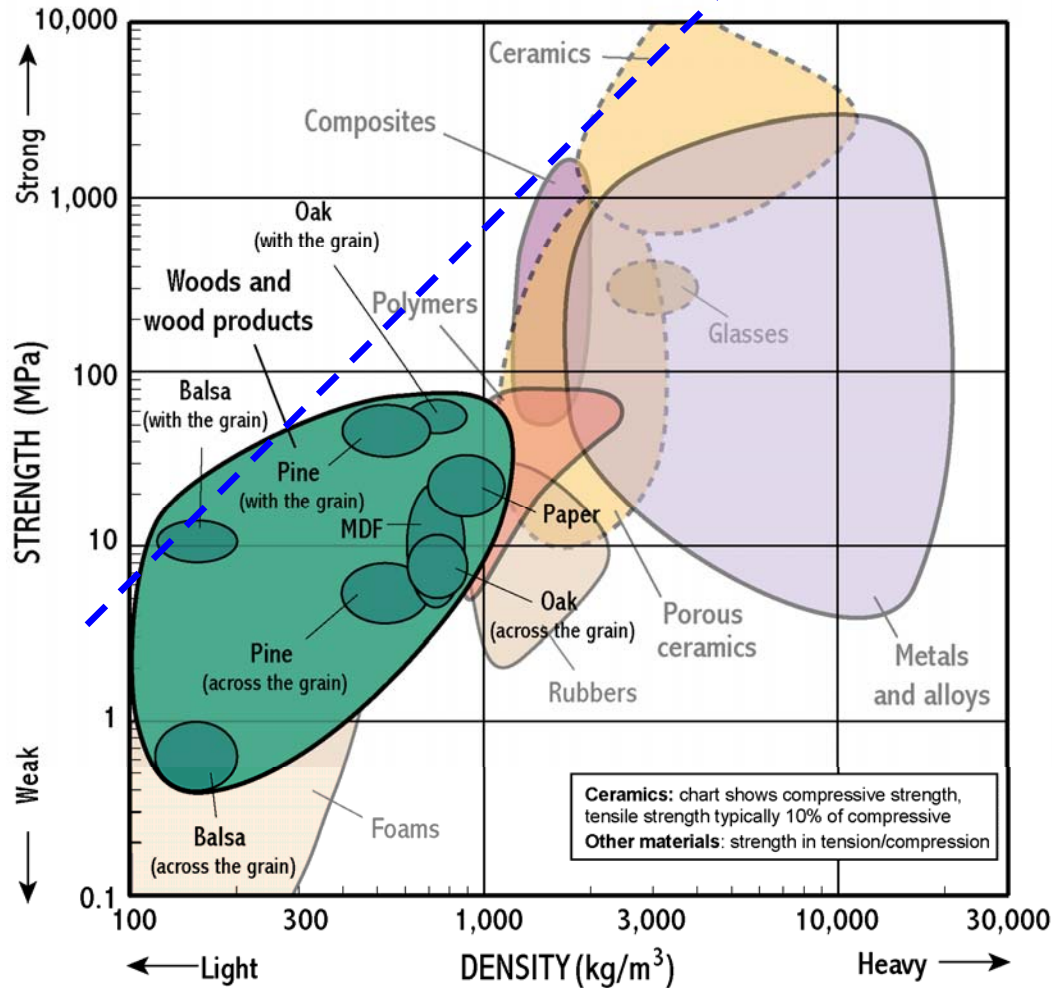 10,000
Ceramics
Composites
Strong
1,000
Oak
(with the grain)
Woods and
wood products
Polymers
Glasses
STRENGTH (MPa)
100
Balsa
(with the grain)
Pine
(with the grain)
MDF
Paper
10
Oak
(across the grain)
Porous
ceramics
Pine
(across the grain)
Rubbers
Metals
and alloys
1
Weak
Foams
Balsa
(across the grain)
Ceramics: chart shows compressive strength,
tensile strength typically 10% of compressive
Other materials: strength in tension/compression
0.1
100 300 1,000 3,000 10,000 30,000
Light DENSITY (kg/m³) Heavy